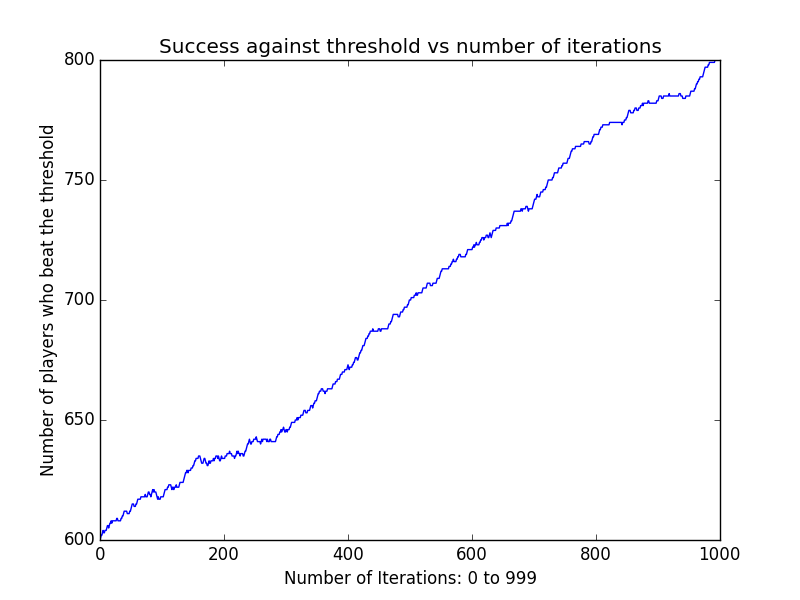 Success against threshold vs number of iterations
800
750
700
650
600
Number of players who beat the threshold
0 200 400 600 800 1000
Number of Iterations: 0 to 999